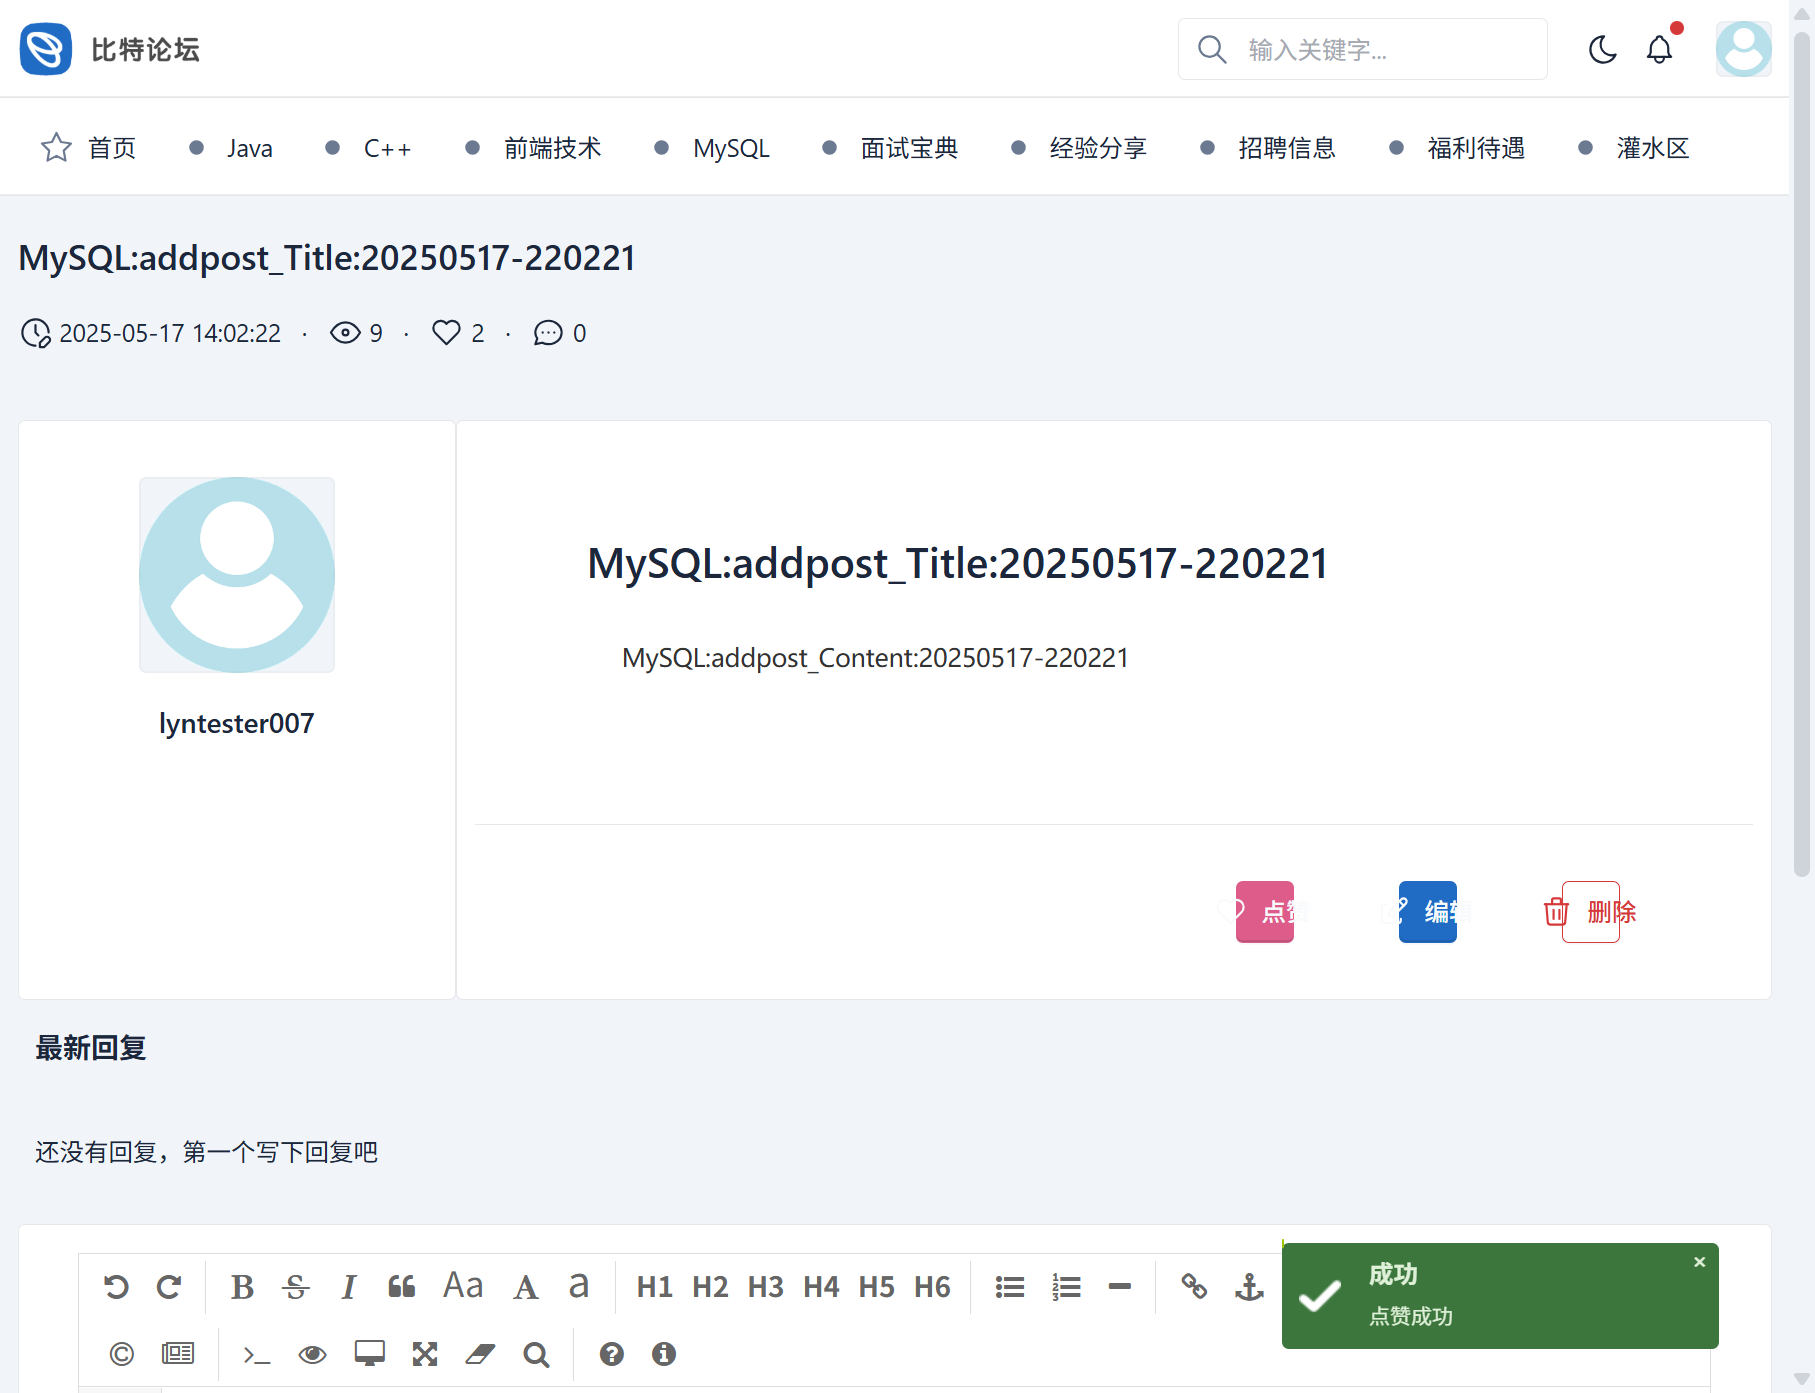 比特论坛
输入关键字...
首页 Java C++ 前端技术 MySQL 面试宝典 经验分享 招聘信息 福利待遇 灌水区
MySQL:addpost_Title:20250517-220221
2025-05-17 14:02:22 · 9 · 2 · 0
MySQL:addpost_Title:20250517-220221
MySQL:addpost_Content:20250517-220221
lyntester007
点赞 编辑 删除
最新回复
还没有回复，第一个写下回复吧
B S I Aa A a H1 H2 H3 H4 H5 H6
成功
点赞成功